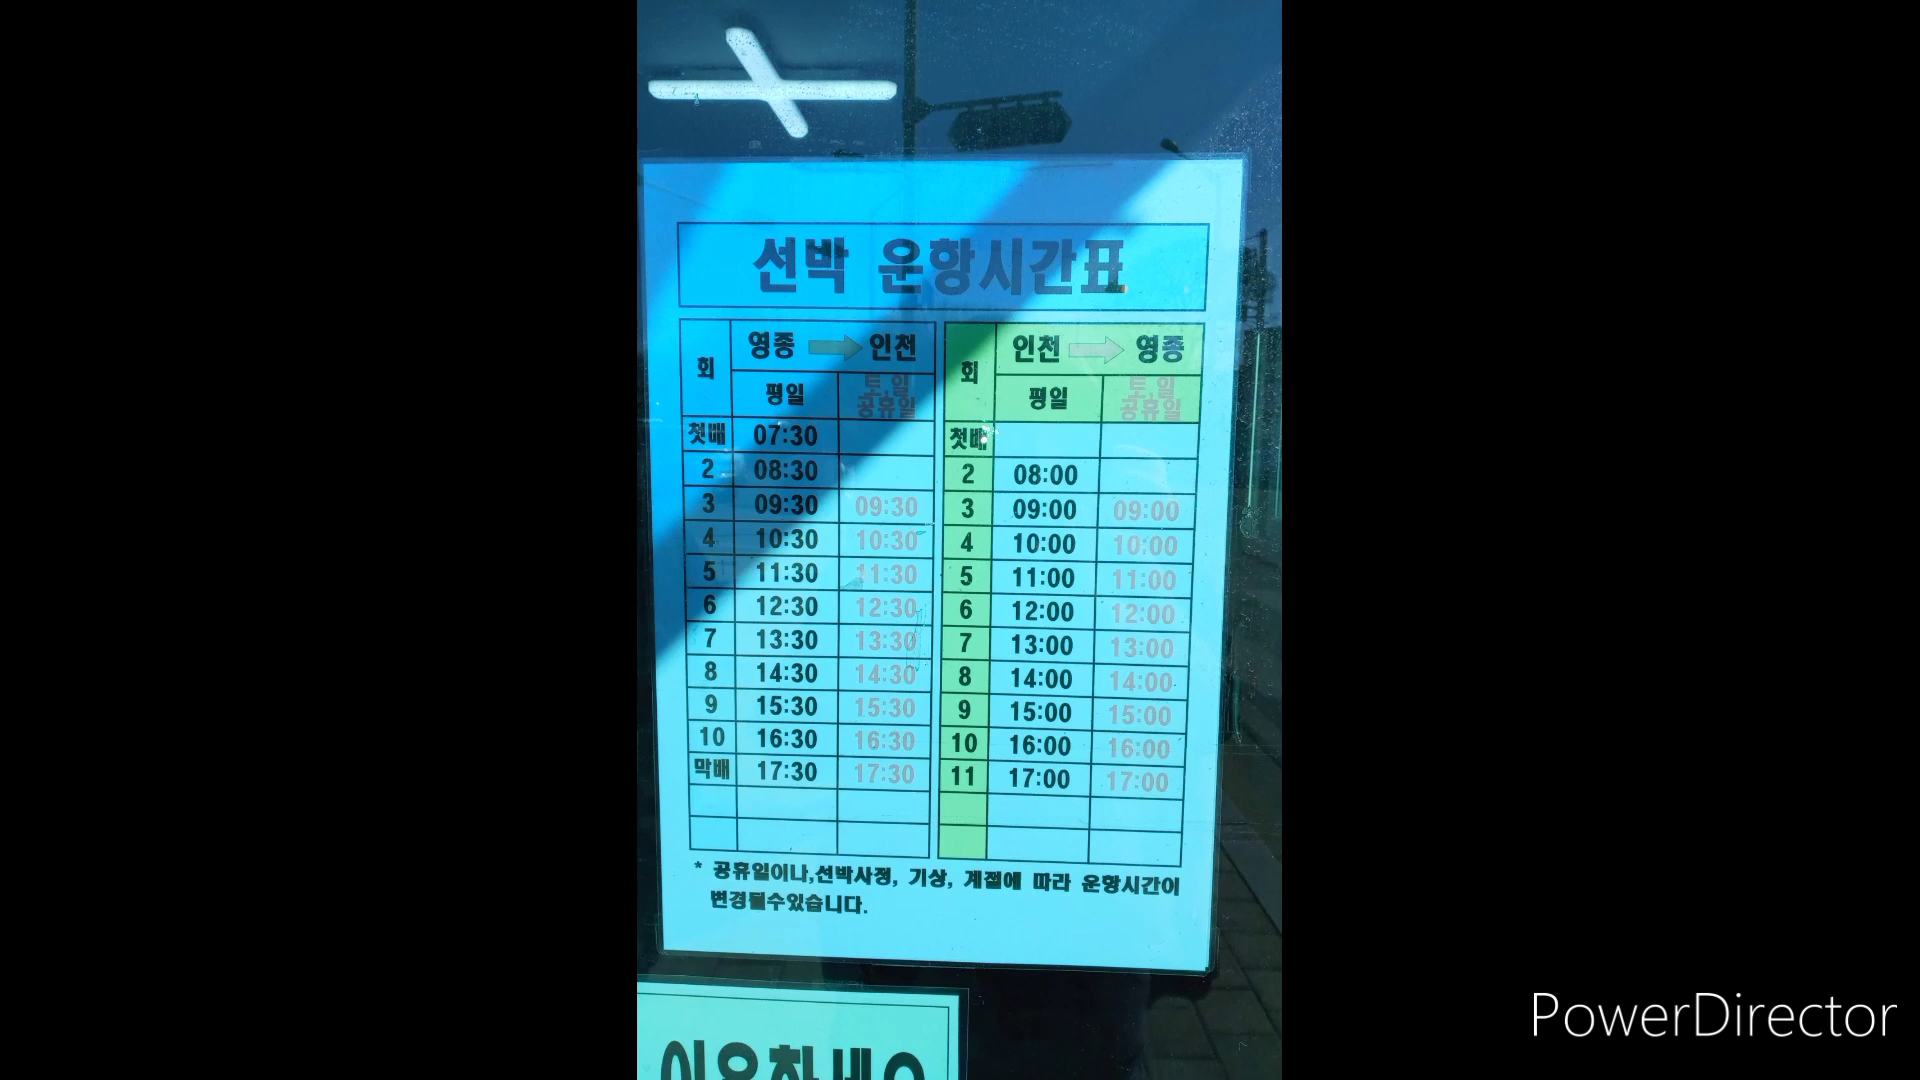 선박 운항시간표
회 영종 → 인천 회 인천 → 영종
평일 토,일 공휴일 평일 토,일 공휴일
첫배 07:30 첫배
2 08:30 2 08:00
3 09:30 09:30 3 09:00 09:00
4 10:30 10:30 4 10:00 10:00
5 11:30 11:30 5 11:00 11:00
6 12:30 12:30 6 12:00 12:00
7 13:30 13:30 7 13:00 13:00
8 14:30 14:30 8 14:00 14:00
9 15:30 15:30 9 15:00 15:00
10 16:30 16:30 10 16:00 16:00
막배 17:30 17:30 11 17:00 17:00
* 공휴일이나,선박사정, 기상, 계절에 따라 운항시간이
변경될수있습니다.
PowerDirector